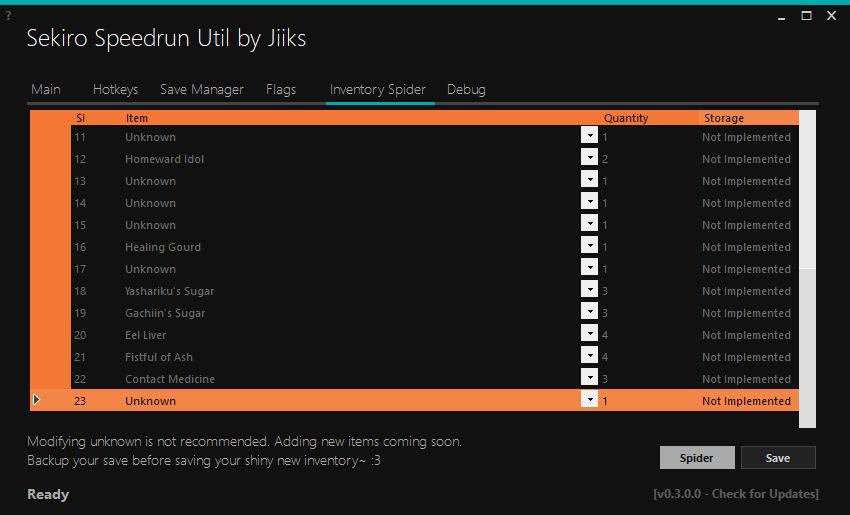 ?
Sekiro Speedrun Util by Jiiks
Main Hotkeys Save Manager Flags Inventory Spider Debug
Sl Item Quantity Storage
11 Unknown 1 Not Implemented
12 Homeward Idol 2 Not Implemented
13 Unknown 1 Not Implemented
14 Unknown 1 Not Implemented
15 Unknown 1 Not Implemented
16 Healing Gourd 1 Not Implemented
17 Unknown 1 Not Implemented
18 Yashariku's Sugar 3 Not Implemented
19 Gachiin's Sugar 3 Not Implemented
20 Eel Liver 4 Not Implemented
21 Fistful of Ash 4 Not Implemented
22 Contact Medicine 3 Not Implemented
23 Unknown 1 Not Implemented
Modifying unknown is not recommended. Adding new items coming soon.
Backup your save before saving your shiny new inventory~ :3
Spider Save
Ready [v0.3.0.0 - Check for Updates]